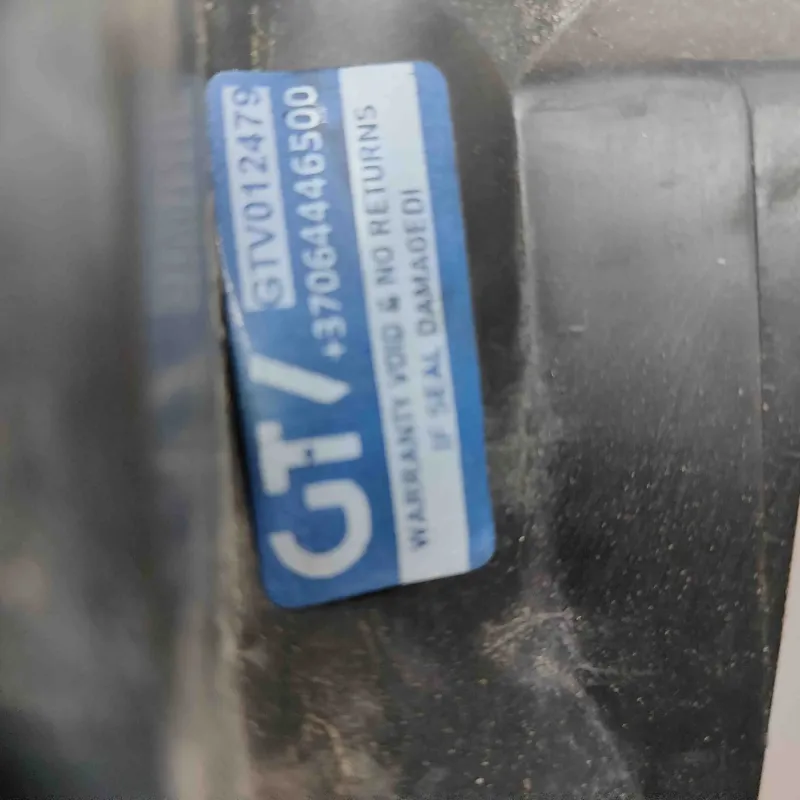 GTV012479
+37064446500
GT/
WARRANTY VOID & NO RETURNS
IF SEAL DAMAGED!